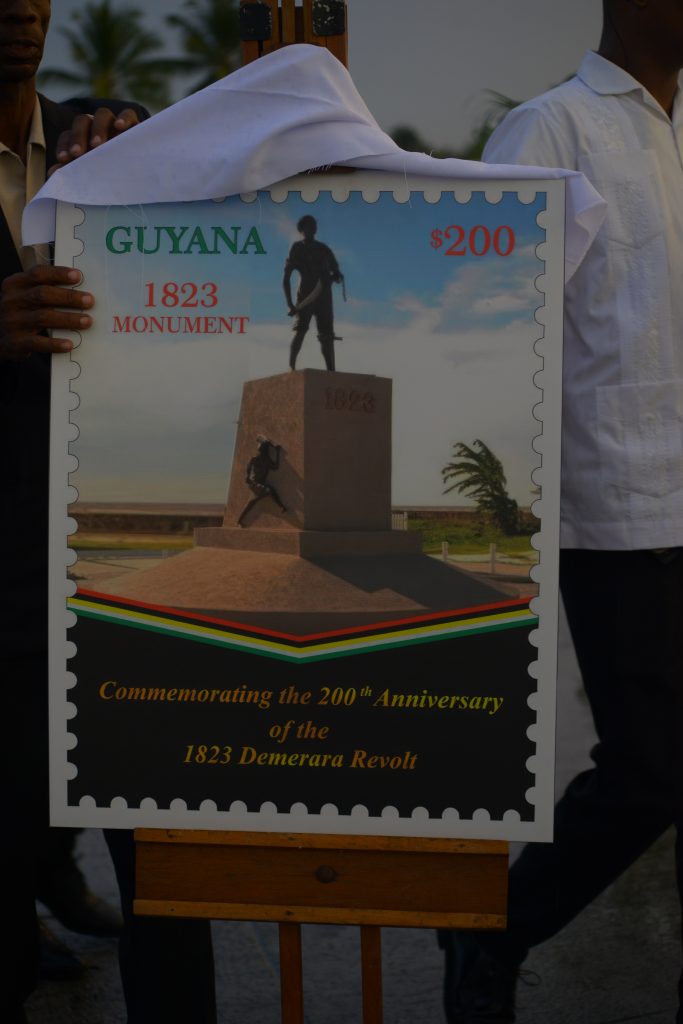 GUYANA
$200
1823
MONUMENT
1823
Commemorating the 200th Anniversary
of the
1823 Demerara Revolt